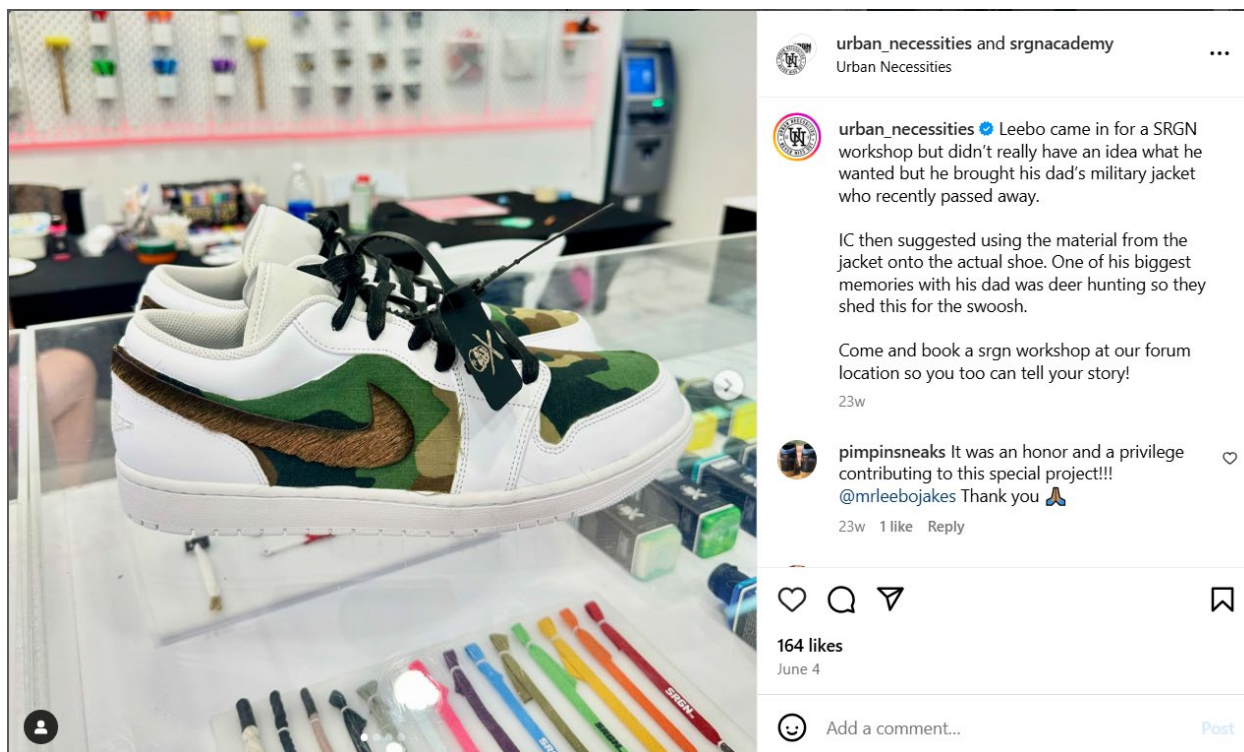 urban_necessities and srgnacademy
Urban Necessities
urban_necessities Leebo came in for a SRGN
workshop but didn’t really have an idea what he
wanted but he brought his dad’s military jacket
who recently passed away.
IC then suggested using the material from the
jacket onto the actual shoe. One of his biggest
memories with his dad was deer hunting so they
shed this for the swoosh.
Come and book a srgn workshop at our forum
location so you too can tell your story!
23w
pimpinsneaks It was an honor and a privilege
contributing to this special project!!!
@mrleebojakes Thank you 🙏🏽
23w 1 like Reply
164 likes
June 4
Add a comment...
Post
SRGN
SRGN